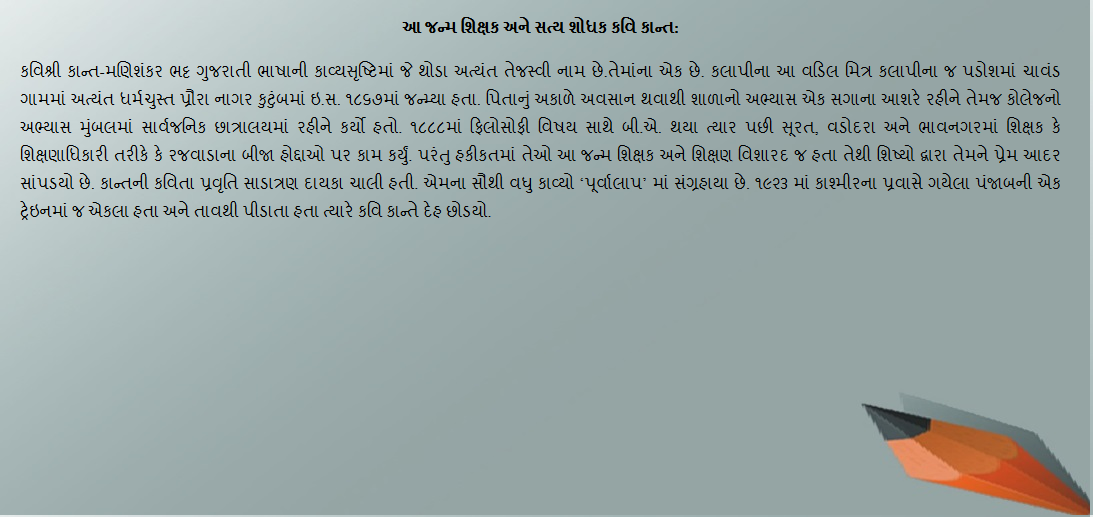 આ જન્મ શિક્ષક અને સત્ય શોધક કવિ કાન્ત:
કવિશ્રી કાન્ત-મણિશંકર ભટ્ટ ગુજરાતી ભાષાની કાવ્યસૃષ્ટિમાં જે થોડા અત્યંત તેજસ્વી નામ છે.તેમાંના એક છે. કલાપીના આ વડિલ મિત્ર કલાપીના જ પડોશમાં ચાવંડ
ગામમાં અત્યંત ધર્મચુસ્ત પ્રૌરા નાગર કુટુંબમાં ઇ.સ. ૧૮૬૭માં જન્મ્યા હતા. પિતાનું અકાળે અવસાન થવાથી શાળાનો અભ્યાસ એક સગાના આશરે રહીને તેમજ કોલેજનો
અભ્યાસ મુંબલમાં સાર્વજનિક છાત્રાલયમાં રહીને કર્યો હતો. ૧૮૮૮માં ફિલોસોફી વિષય સાથે બી.એ. થયા ત્યાર પછી સૂરત, વડોદરા અને ભાવનગરમાં શિક્ષક કે
શિક્ષણાધિકારી તરીકે કે રજવાડાના બીજા હોદ્દાઓ પર કામ કર્યું. પરંતુ હકીકતમાં તેઓ આ જન્મ શિક્ષક અને શિક્ષણ વિશારદ જ હતા તેથી શિષ્યો દ્વારા તેમને પ્રેમ આદર
સાંપડયો છે. કાન્તની કવિતા પ્રવૃતિ સાડાત્રણ દાયકા ચાલી હતી. એમના સૌથી વધુ કાવ્યો ‘પૂર્વાલાપ’ માં સંગ્રહાયા છે. ૧૯૨૩ માં કાશ્મીરના પ્રવાસે ગયેલા પંજાબની એક
ટ્રેઇનમાં જ એકલા હતા અને તાવથી પીડાતા હતા ત્યારે કવિ કાન્તે દેહ છોડયો.